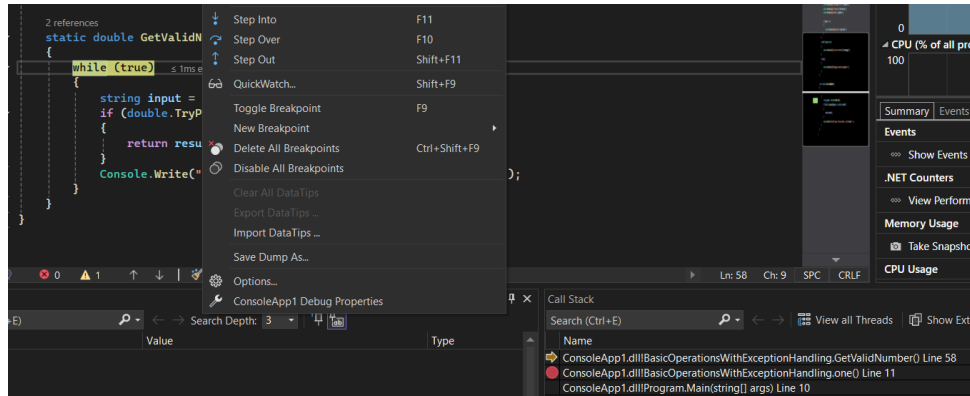 2 references
static double GetValidN
{
while (true) ≤ 1ms e
{
string input =
if (double.TryP
{
return resu
}
Console.Write("
);
}
}
}
Step Into F11
Step Over F10
Step Out Shift+F11
QuickWatch... Shift+F9
Toggle Breakpoint F9
New Breakpoint
Delete All Breakpoints Ctrl+Shift+F9
Disable All Breakpoints
Clear All DataTips
Export DataTips ...
Import DataTips ...
Save Dump As...
Options...
ConsoleApp1 Debug Properties
0
CPU (% of all pro
100
Summary Events
Events
Show Events
.NET Counters
View Perform
Memory Usage
Take Snapsho
CPU Usage
0 1 Ln: 58 Ch: 9 SPC CRLF
+E) Search Depth: 3
Value Type
Call Stack
Search (Ctrl+E) View all Threads Show Ext
Name
ConsoleApp1.dll!BasicOperationsWithExceptionHandling.GetValidNumber() Line 58
ConsoleApp1.dll!BasicOperationsWithExceptionHandling.one() Line 11
ConsoleApp1.dll!Program.Main(string[] args) Line 10